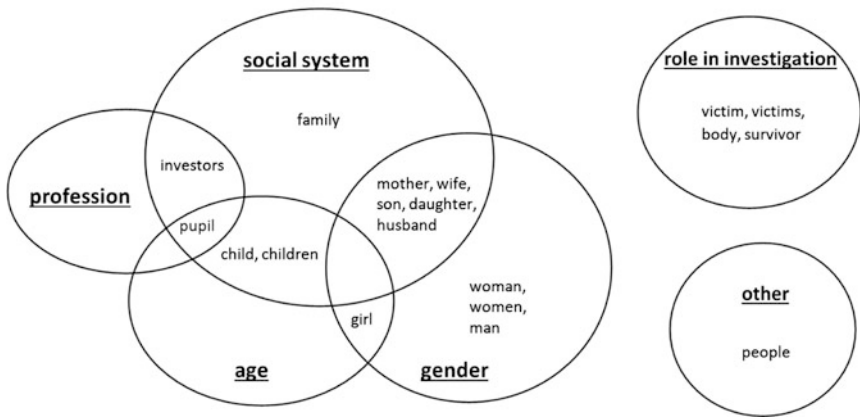 social system
family
investors
profession
pupil
child, children
mother, wife,
son, daughter,
husband
girl
woman,
women,
man
age
gender
role in investigation
victim, victims,
body, survivor
other
people